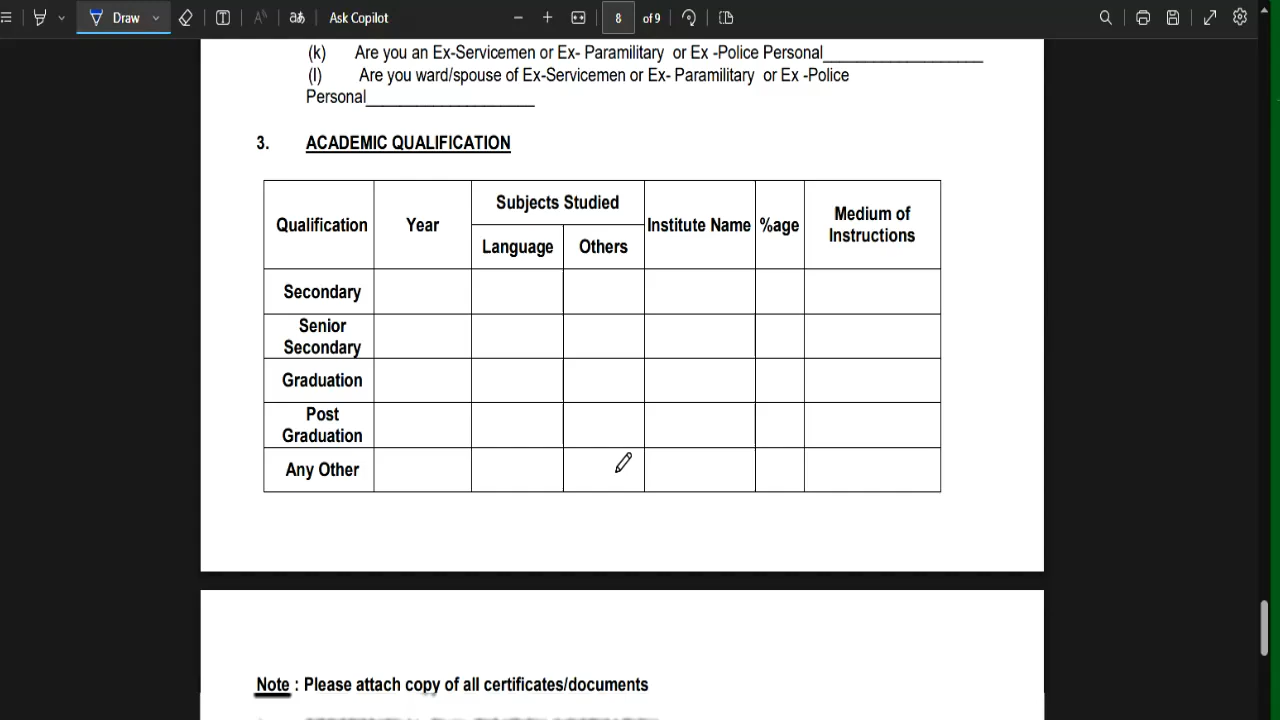 Draw
Ask Copilot
8 of 9
(k) Are you an Ex-Servicemen or Ex- Paramilitary or Ex -Police Personal___________________
(l) Are you ward/spouse of Ex-Servicemen or Ex- Paramilitary or Ex -Police
Personal____________________
3. ACADEMIC QUALIFICATION
Qualification Year Subjects Studied Institute Name %age Medium of
Instructions
Language Others
Secondary
Senior
Secondary
Graduation
Post
Graduation
Any Other
Note : Please attach copy of all certificates/documents